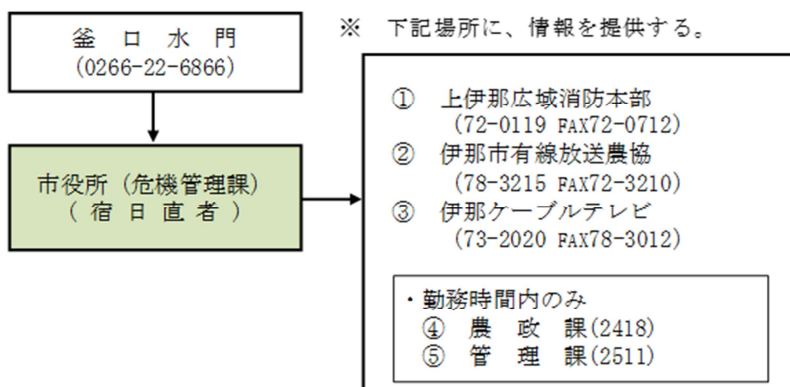 釜口水門
(0266-22-6866)
※ 下記場所に、情報を提供する。
市役所(危機管理課)
(宿日直者)
① 上伊那広域消防本部
(72-0119 FAX72-0712)
② 伊那市有線放送農協
(78-3215 FAX72-3210)
③ 伊那ケーブルテレビ
(73-2020 FAX78-3012)
・勤務時間内のみ
④ 農政課(2418)
⑤ 管理課(2511)